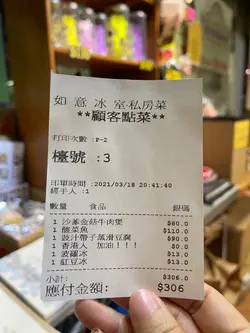 如意冰室私房菜
**顧客點菜**
打印次數:P-2
檯號:3
印單時間:2021/03/18 20:41:40
經手人:1
數量 食品 銀碼
1 沙爹金菇牛肉煲 $80.0
1 酸菜魚 $110.0
1 豉汁帶子蒸滑豆腐 $90.0
1 香港人 加油!!! $0.0
1 波羅冰 $13.0
1 紅豆冰 $13.0
小計: $306.0
應付金額: $306